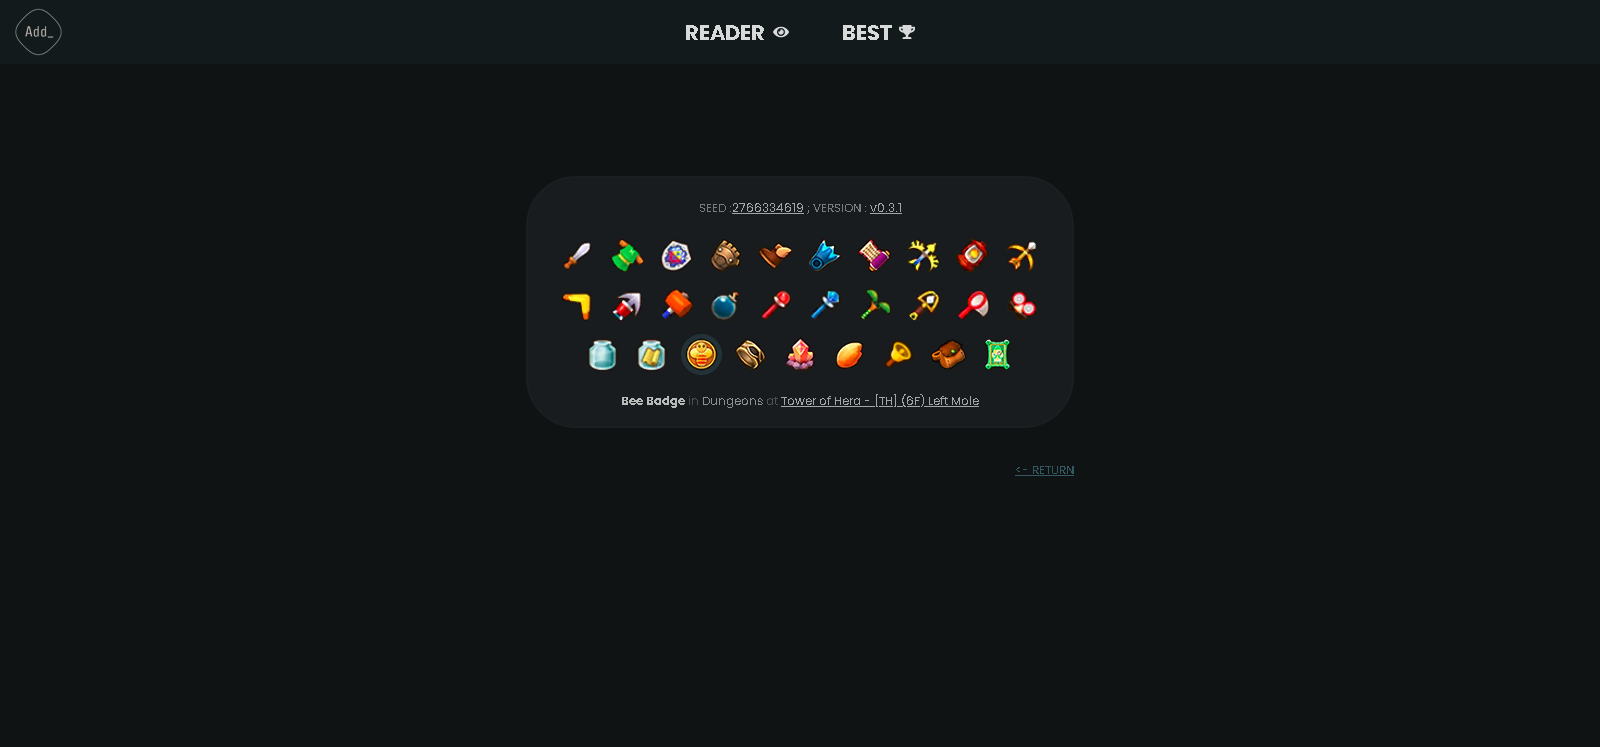 Add_
READER
BEST
SEED :2766334619 ; VERSION : v0.3.1
Bee Badge in Dungeons at Tower of Hera - [TH] (6F) Left Mole
<- RETURN